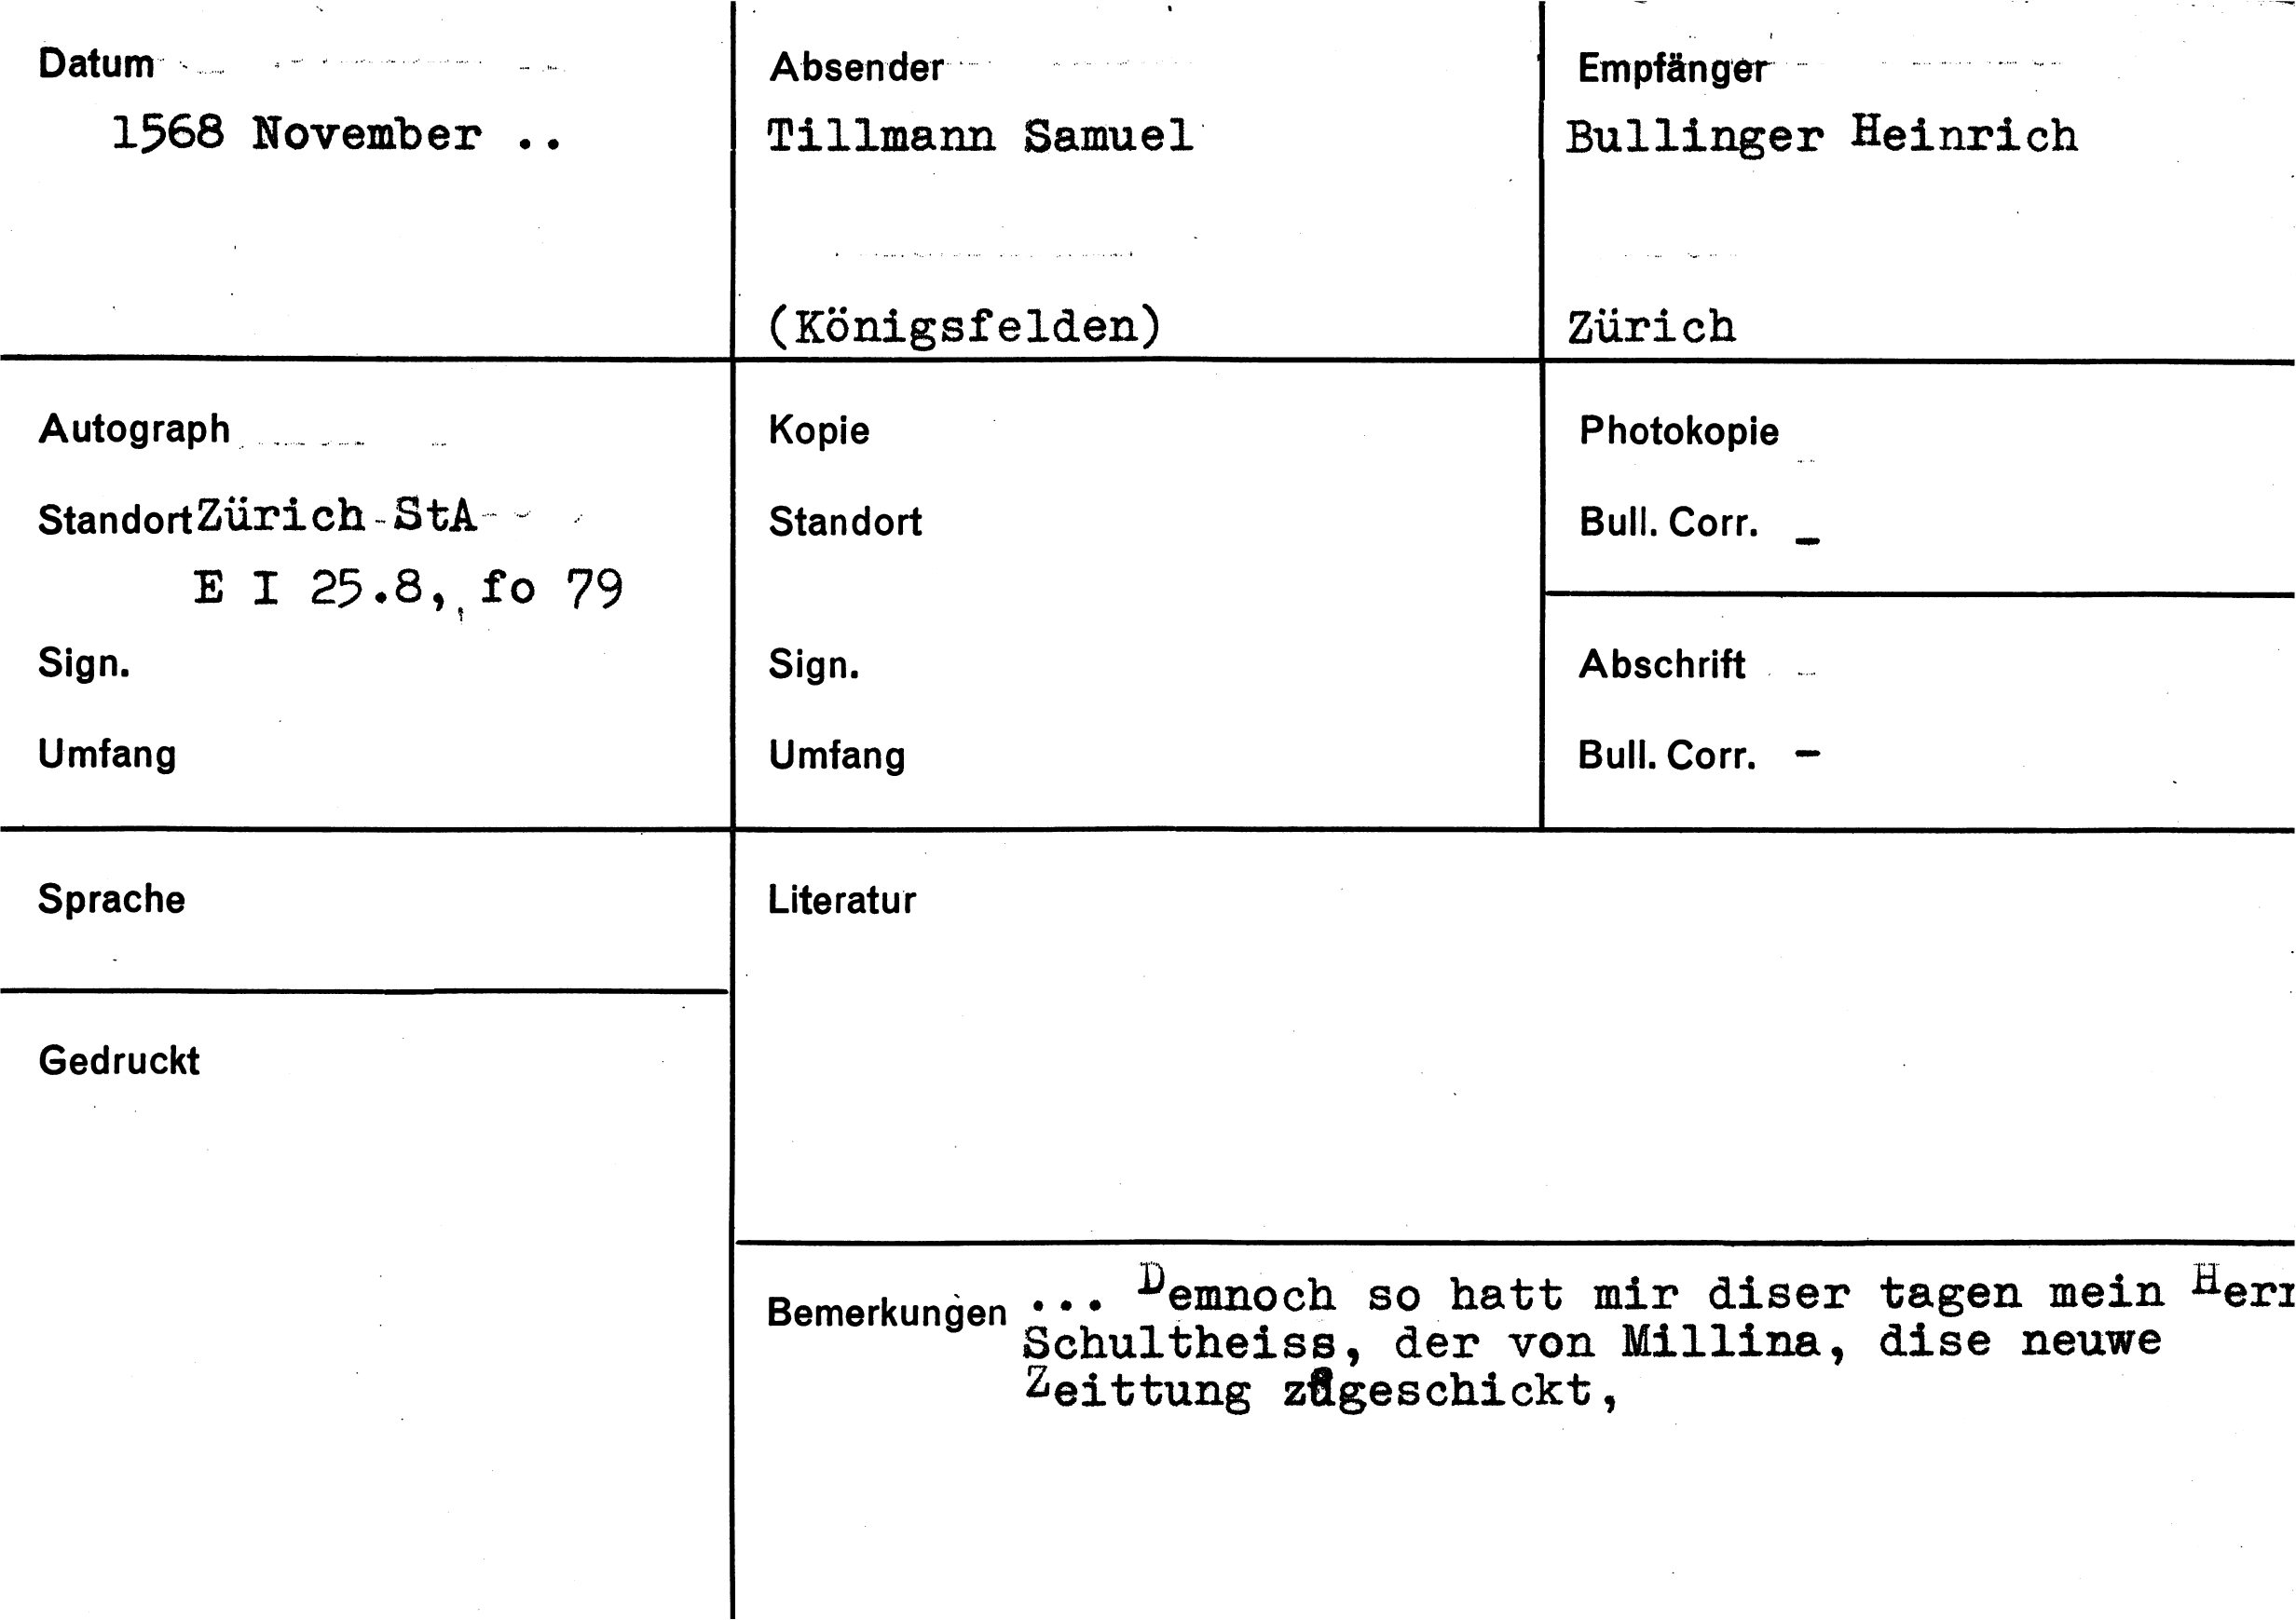 Datum
1568 November ..
Absender
Tillmann Samuel
(Königsfelden)
Empfänger
Bullinger Heinrich
Zürich
Autograph
Standort Zürich StA
E I 25.8, fo 79
Sign.
Umfang
Kopie
Standort
Sign.
Umfang
Photokopie
Bull. Corr. –
Abschrift
Bull. Corr. –
Sprache
Gedruckt
Literatur
Bemerkungen ... Demnoch so hatt mir diser tagen mein Herr
Schultheiss, der von Millina, dise neuwe
Zeittung zůgeschickt,